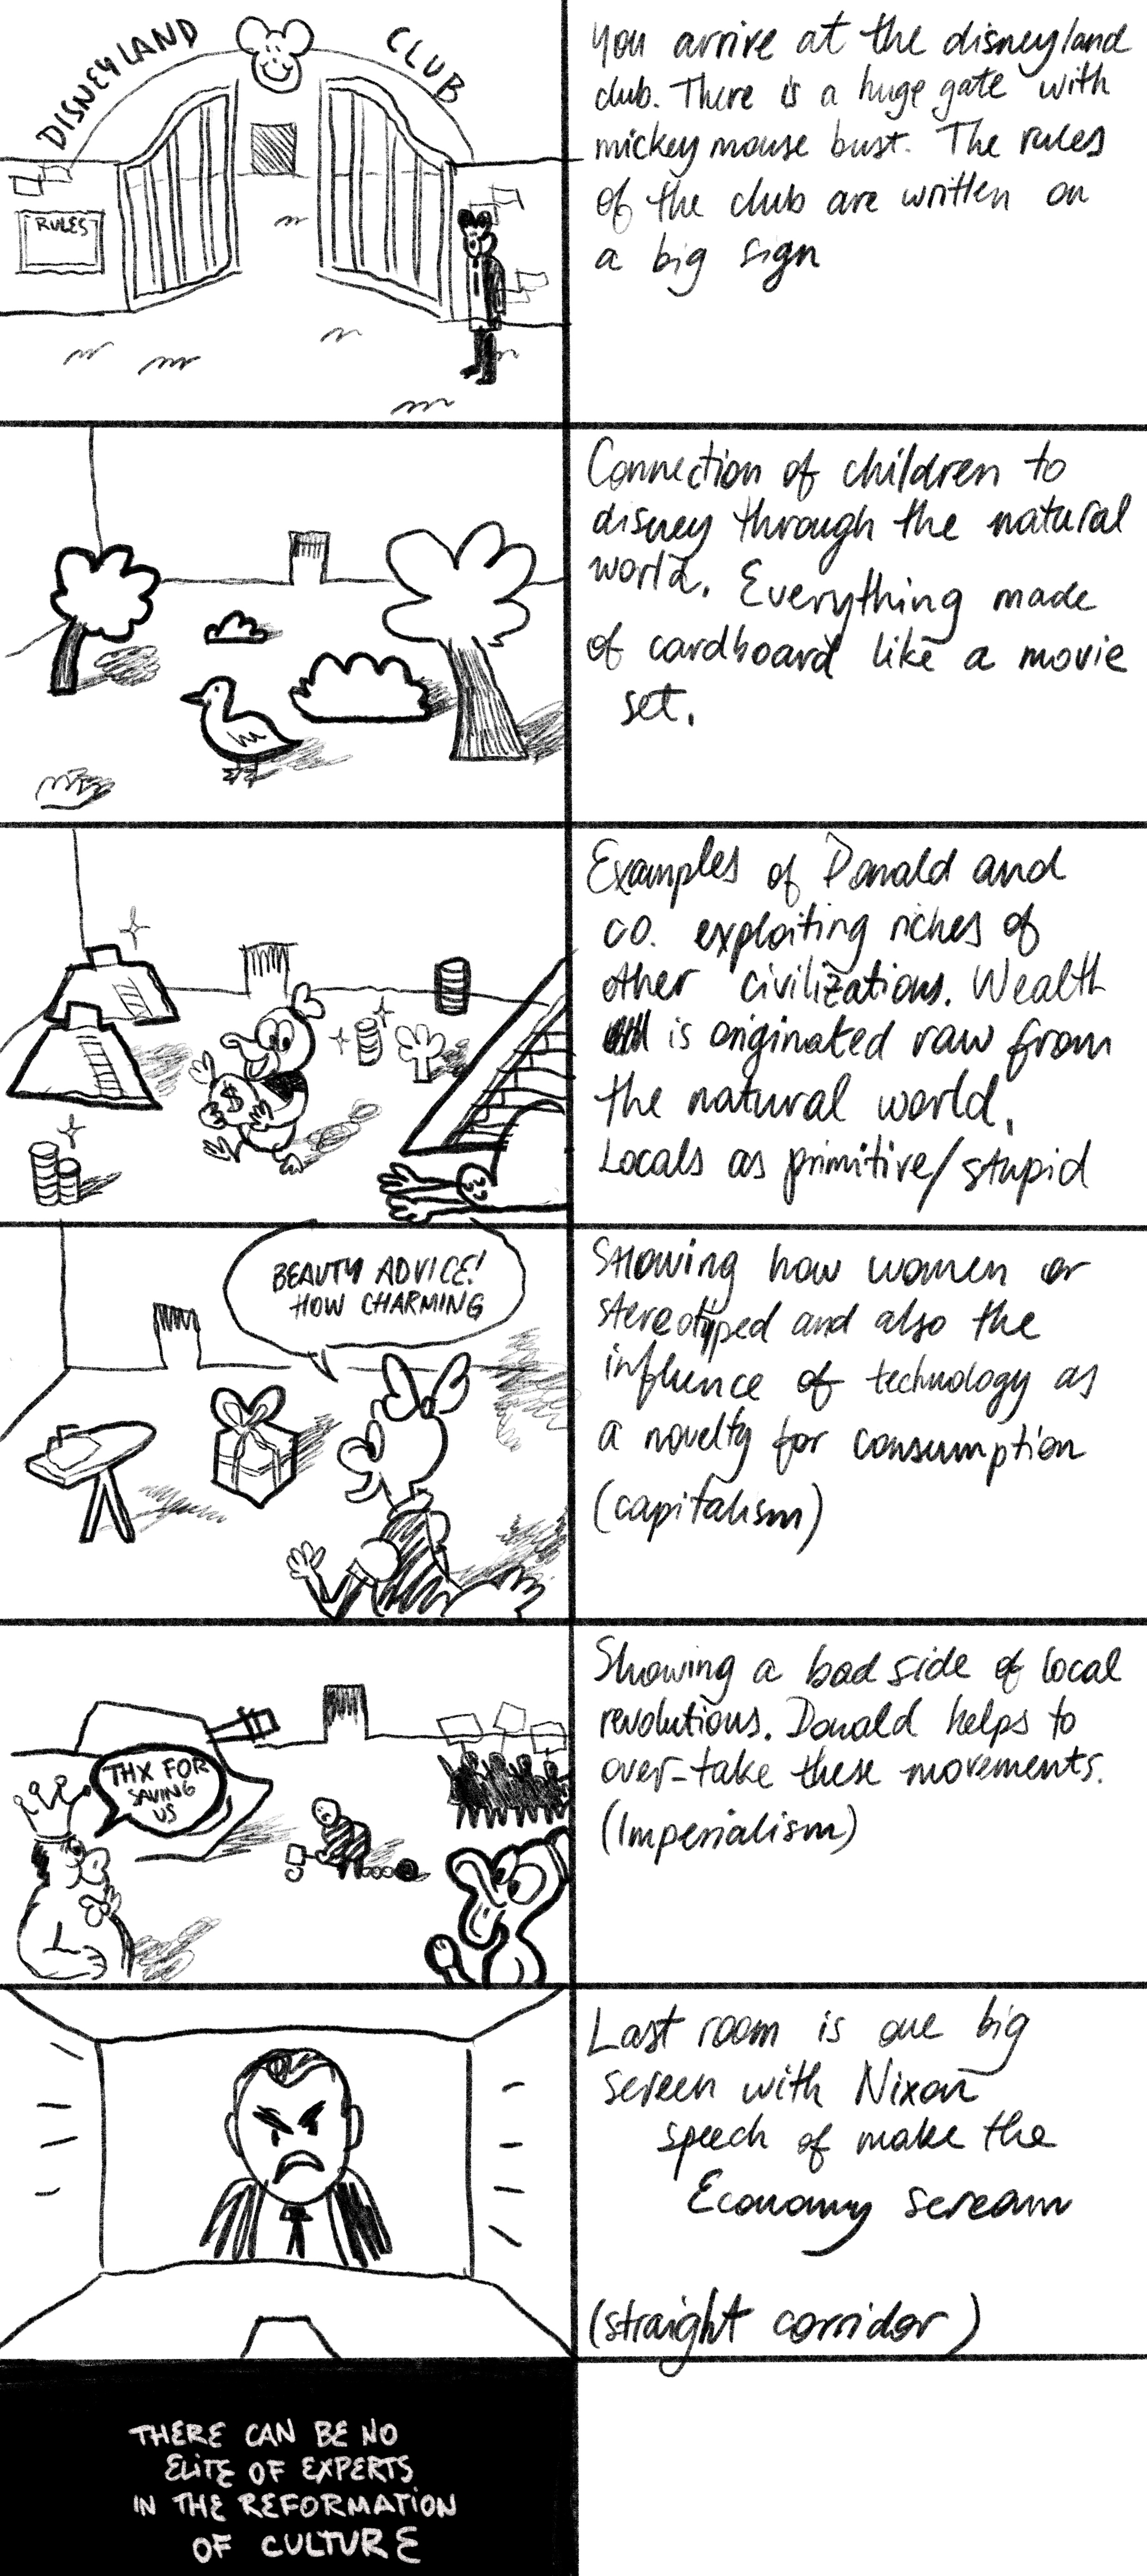 DISNEYLAND CLUB
RULES
You arrive at the disneyland
club. There is a huge gate with
mickey mouse bust. The rules
of the club are written on
a big sign
Connection of children to
disney through the natural
world. Everything made
of cardboard like a movie
set.
Examples of Donald and
co. exploiting riches of
other civilizations. Wealth
is originated raw from
the natural world.
Locals as primitive/stupid
$
BEAUTY ADVICE!
HOW CHARMING
Showing how women or
stereotyped and also the
influence of technology as
a novelty for consumption
(capitalism)
THX FOR
SAVING
US
Showing a bad side of local
revolutions. Donald helps to
over-take these movements.
(Imperialism)
Last room is one big
screen with Nixon
speech of make the
Economy scream
(straight corridor)
THERE CAN BE NO
ELITE OF EXPERTS
IN THE REFORMATION
OF CULTURE